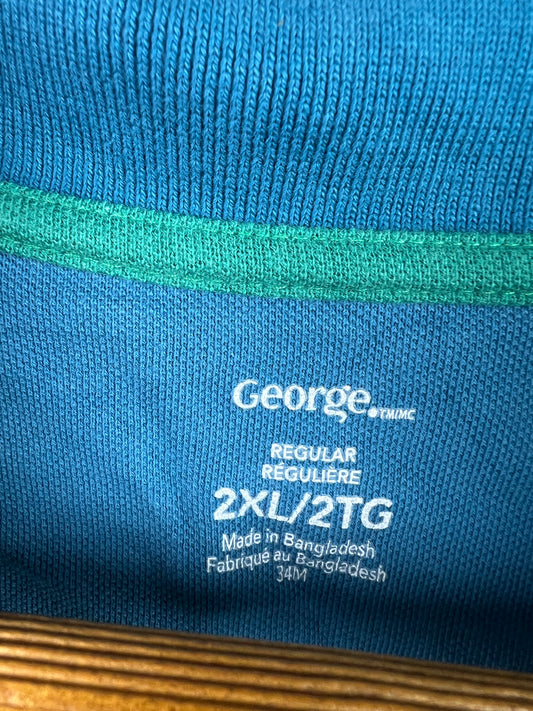 George.TM/MC
REGULAR
RÉGULIÈRE
2XL/2TG
Made in Bangladesh
Fabriqué au Bangladesh
34M